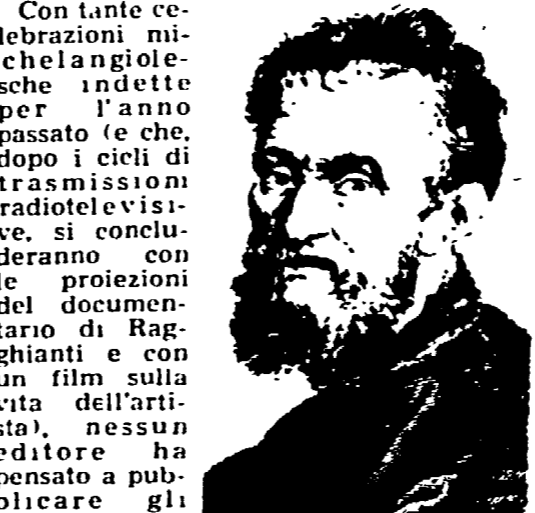 Con tante ce-
lebrazioni mi-
chelangiole-
sche indette
per l'anno
passato (e che,
dopo i cicli di
trasmissioni
radiotelevisi-
ve, si conclu-
deranno con
le proiezioni
del documen-
tario di Rag-
ghianti e con
un film sulla
vita dell'arti-
sta), nessun
editore ha
pensato a pub-
blicare gli